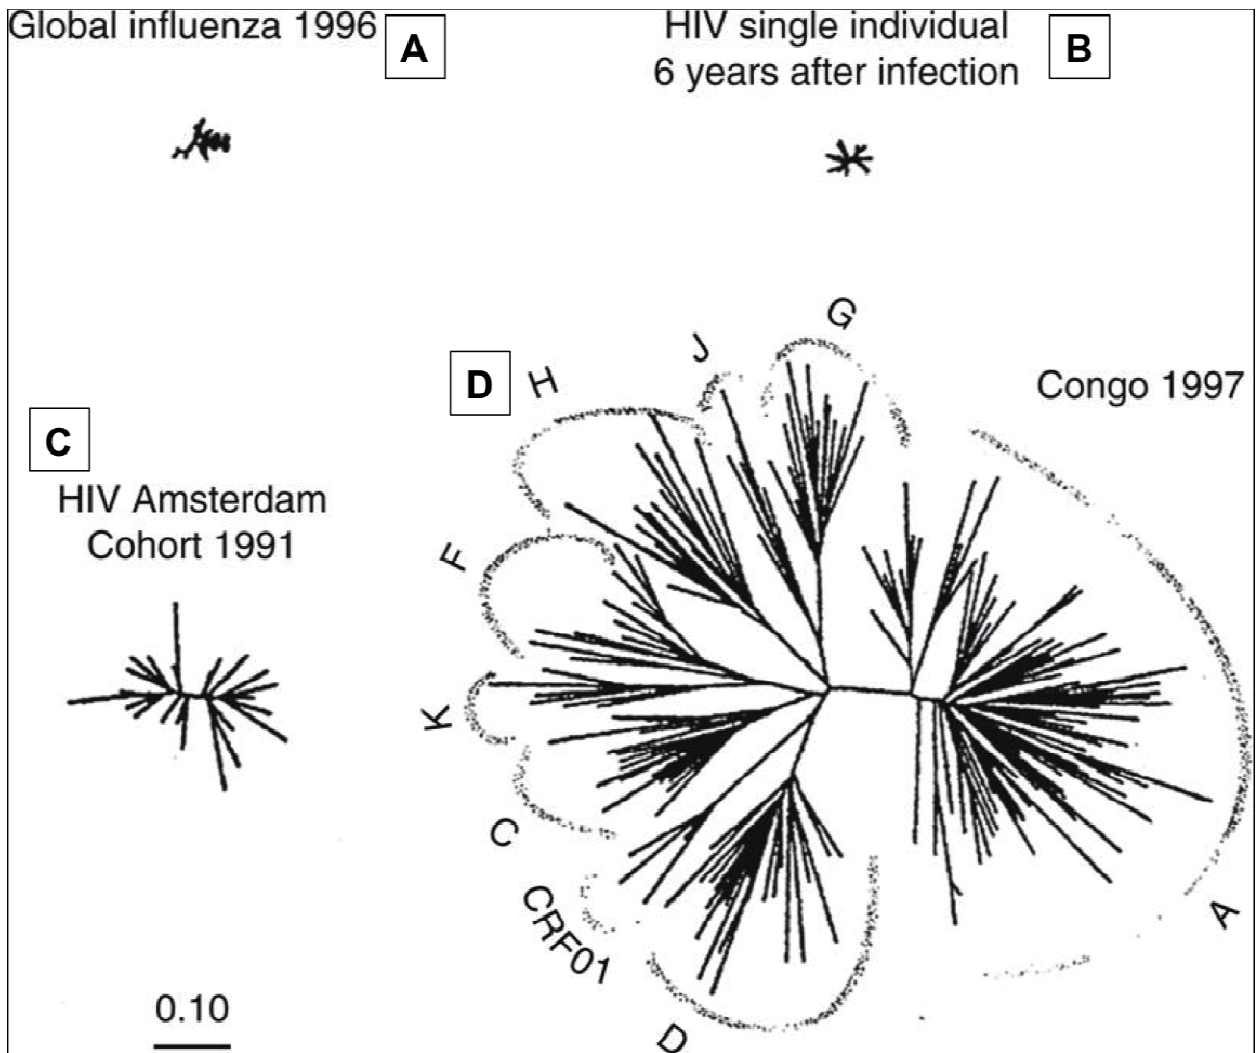 Global influenza 1996
A
HIV single individual
6 years after infection
B
C
HIV Amsterdam
Cohort 1991
D
Congo 1997
G
J
H
F
K
C
CRF01
D
A
0.10